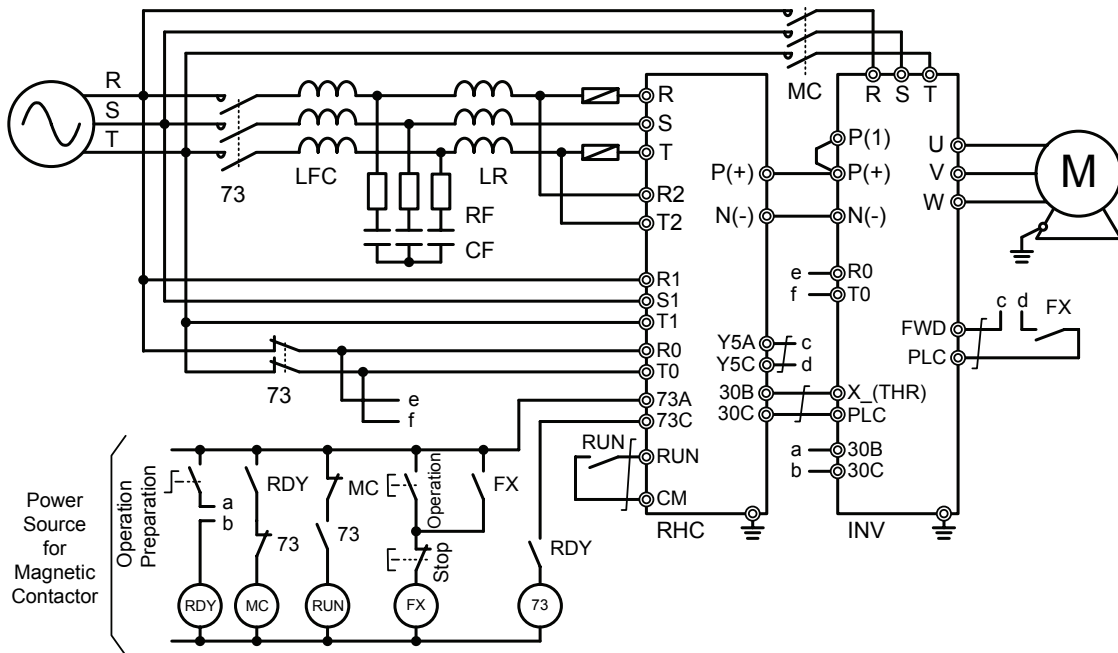 R
S
T
73
LFC
LR
RF
CF
MC
R S T
R
S
T
R2
T2
R1
S1
T1
R0
T0
73A
73C
RUN
CM
RHC
P(+)
N(-)
Y5A
Y5C
30B
30C
c
d
P(1)
P(+)
N(-)
e
f
R0
T0
X_(THR)
PLC
a
b
30B
30C
INV
U
V
W
FWD
PLC
M
c d FX
73
e
f
RUN
Power
Source
for
Magnetic
Contactor
Operation
Preparation
a
b
RDY
73
MC
73
Operation
Stop
FX
RDY
RDY
MC
RUN
FX
73